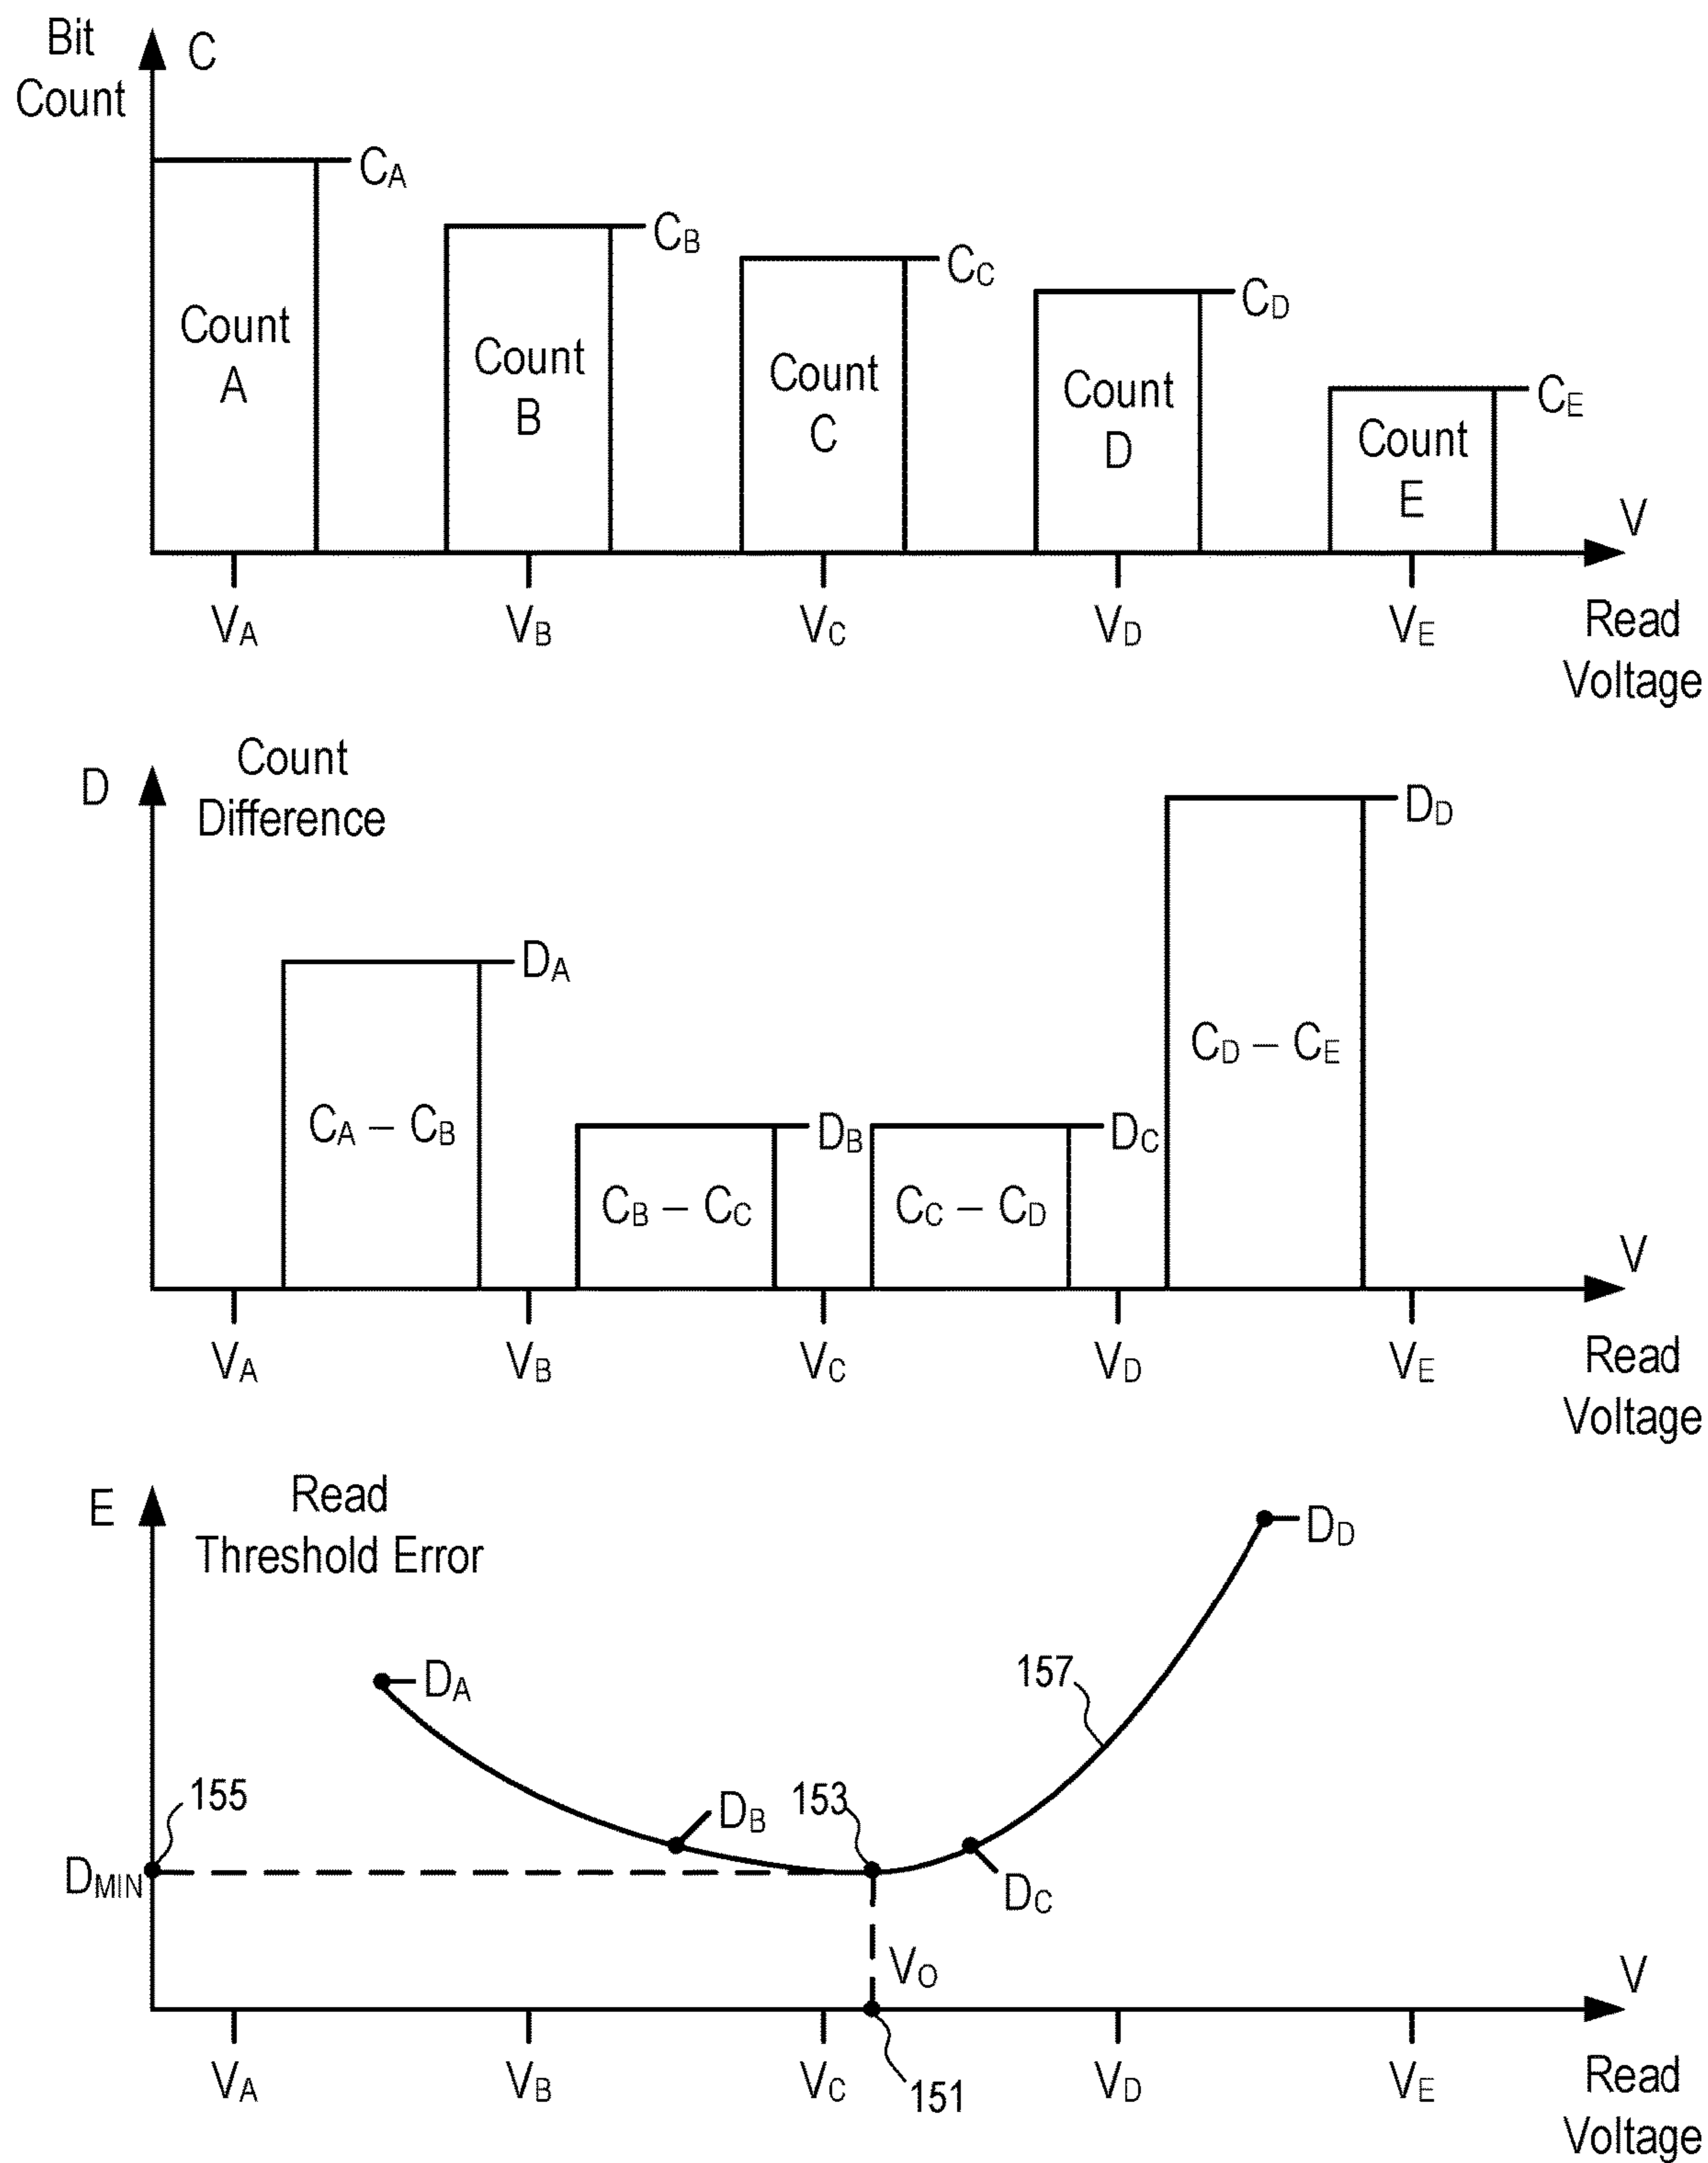 Bit
Count
C
CA
CB
CC
CD
CE
Count
A
Count
B
Count
C
Count
D
Count
E
V
VA
VB
VC
VD
VE
Read
Voltage
D
Count
Difference
DD
DA
CD – CE
CA – CB
DB
DC
CB – CC
CC – CD
V
VA
VB
VC
VD
VE
Read
Voltage
E
Read
Threshold Error
DD
DA
157
155
DB
153
DMIN
DC
VO
V
VA
VB
VC
151
VD
VE
Read
Voltage